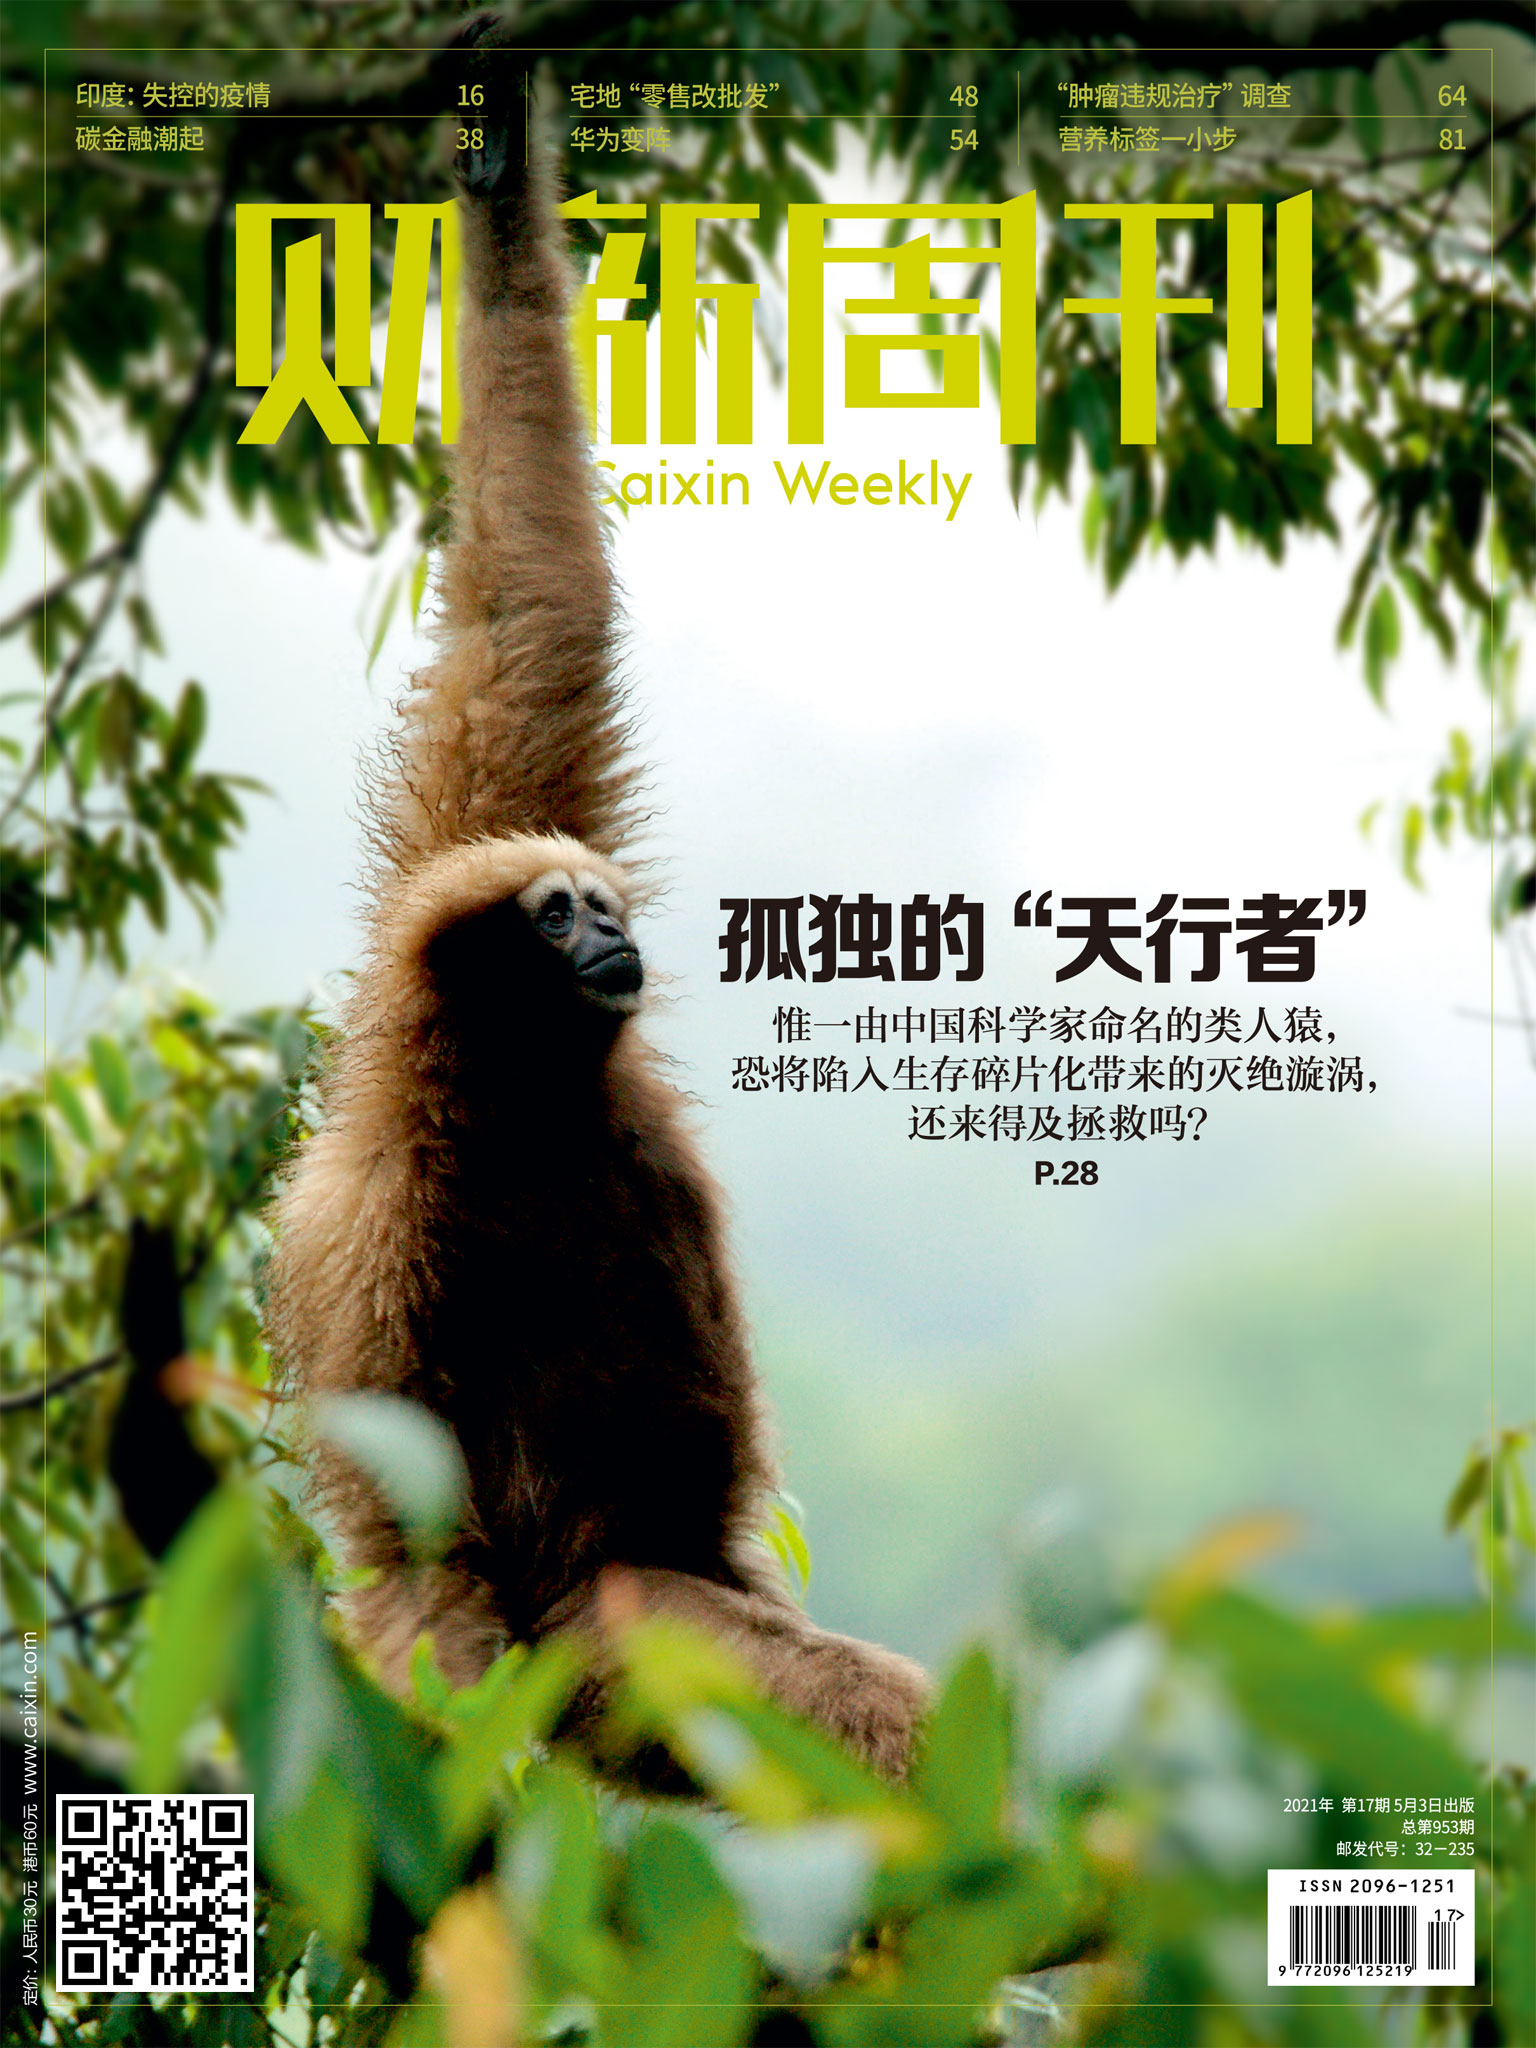 印度：失控的疫情 16
碳金融潮起 38
宅地“零售改批发” 48
华为变阵 54
“肿瘤违规治疗”调查 64
营养标签一小步 81
财新周刊
Caixin Weekly
孤独的“天行者”
惟一由中国科学家命名的类人猿，
恐将陷入生存碎片化带来的灭绝漩涡，
还来得及拯救吗？
P.28
定价：人民币30元 港币60元 www.caixin.com
2021年 第17期 5月3日出版
总第953期
邮发代号：32－235
ISSN 2096-1251
17>
9 772096 125219